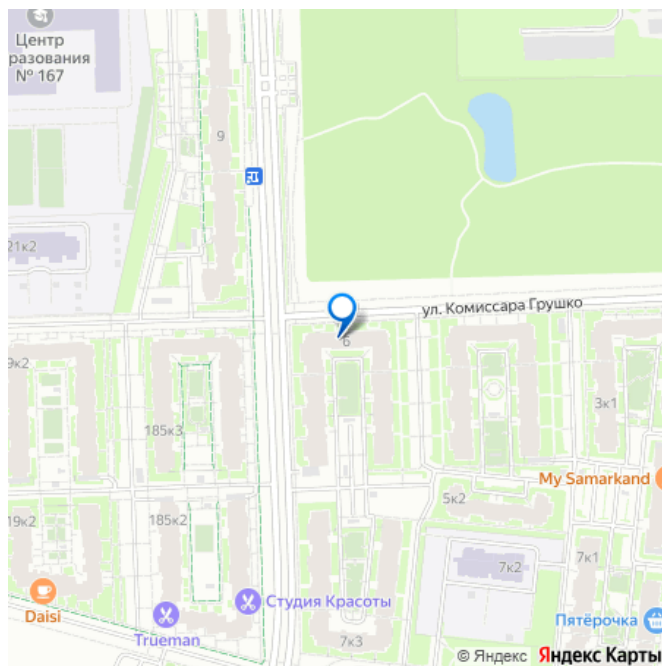 Центр
разования
№ 167
9
21к2
ул. Комиссара Грушко
6
9к2
185к3
3к1
My Samarkand
5к2
19к2
185к2
7к1
7к2
Daisi
Студия Красоты
Trueman
Пятёрочка
7к3
© Яндекс Яндекс Карты